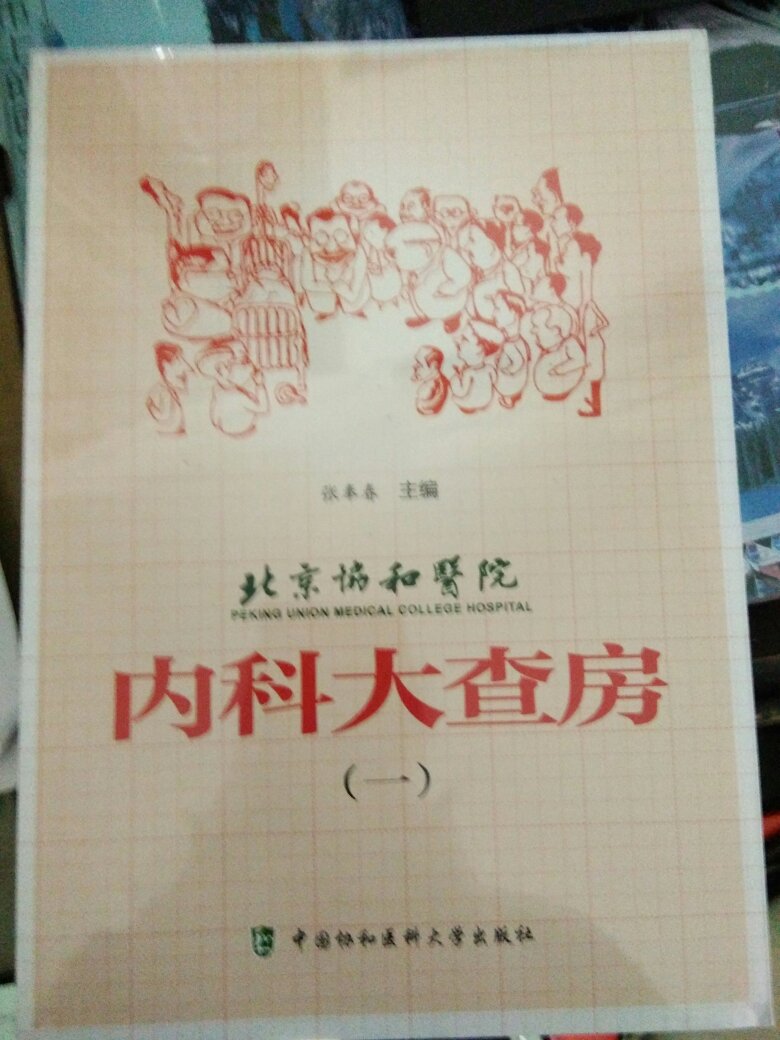 张奉春 主编
北京协和醫院
PEKING UNION MEDICAL COLLEGE HOSPITAL
内科大查房
(一)
中国协和医科大学出版社